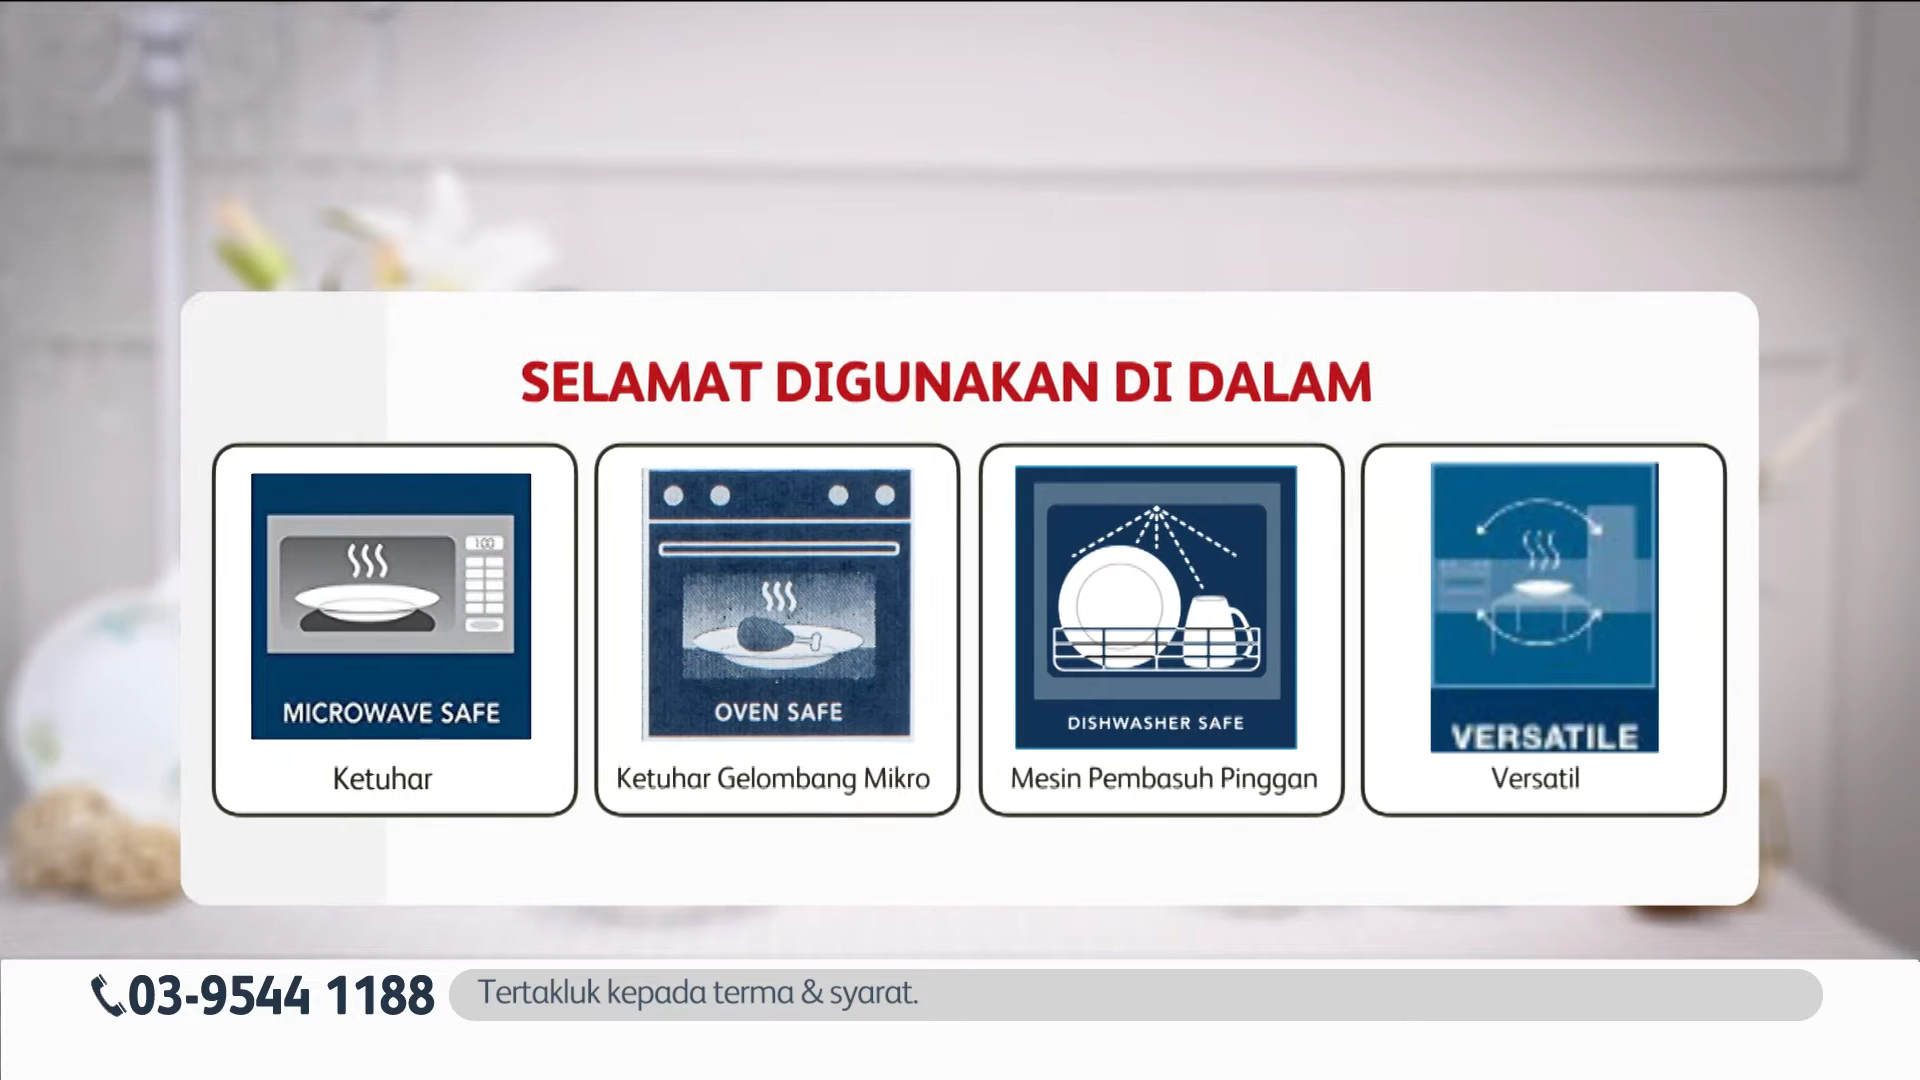 SELAMAT DIGUNAKAN DI DALAM
100
MICROWAVE SAFE
Ketuhar
OVEN SAFE
Ketuhar Gelombang Mikro
DISHWASHER SAFE
Mesin Pembasuh Pinggan
VERSATILE
Versatil
03-9544 1188
Tertakluk kepada terma & syarat.